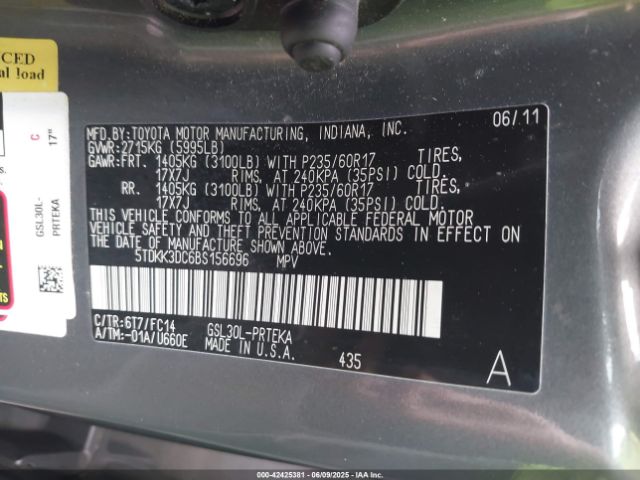 CED
al load
C
17"
GSL30L-
PRTEKA
TS
06/11
MFD.BY:TOYOTA MOTOR MANUFACTURING, INDIANA, INC.
GVWR:2715KG (5995LB)
GAWR:FRT. 1405KG (3100LB) WITH P235/60R17 TIRES,
17X7J RIMS, AT 240KPA (35PSI) COLD.
RR. 1405KG (3100LB) WITH P235/60R17 TIRES,
17X7J RIMS, AT 240KPA (35PSI) COLD.
THIS VEHICLE CONFORMS TO ALL APPLICABLE FEDERAL MOTOR
VEHICLE SAFETY AND THEFT PREVENTION STANDARDS IN EFFECT ON
THE DATE OF MANUFACTURE SHOWN ABOVE.
5TDKK3DC6BS156696 MPV
C/TR:6T7/FC14 GSL30L-PRTEKA
A/TM:-01A/U660E MADE IN U.S.A.
435
A
000-42425381 - 06/09/2025 - IAAI.COM